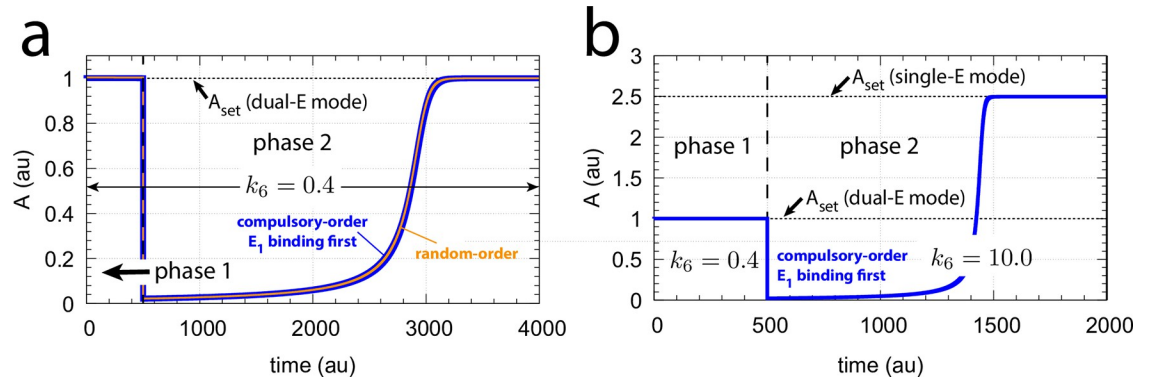 a
1
0.8
0.6
0.4
0.2
0
A (au)
A_set (dual-E mode)
phase 2
k_6 = 0.4
compulsory-order
E_1 binding first
random-order
phase 1
0 1000 2000 3000 4000
time (au)
b
3
2.5
2
1.5
1
0.5
0
A (au)
A_set (single-E mode)
phase 1
phase 2
A_set (dual-E mode)
k_6 = 0.4
compulsory-order
E_1 binding first
k_6 = 10.0
0 500 1000 1500 2000
time (au)